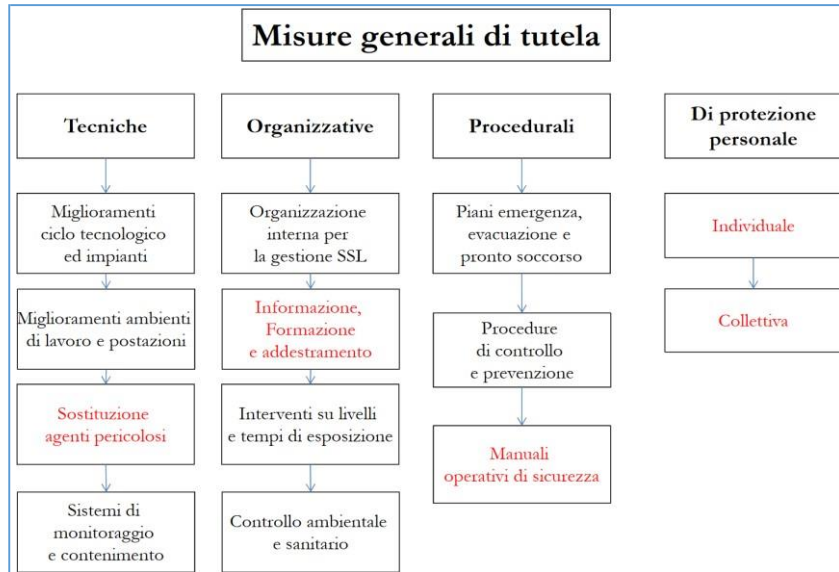 Misure generali di tutela
Tecniche
Organizzative
Procedurali
Di protezione
personale
Miglioramenti
ciclo tecnologico
ed impianti
Miglioramenti ambienti
di lavoro e postazioni
Sostituzione
agenti pericolosi
Sistemi di
monitoraggio
e contenimento
Organizzazione
interna per
la gestione SSL
Informazione,
Formazione
e addestramento
Interventi su livelli
e tempi di esposizione
Controllo ambientale
e sanitario
Piani emergenza,
evacuazione e
pronto soccorso
Procedure
di controllo
e prevenzione
Manuali
operativi di sicurezza
Individuale
Collettiva